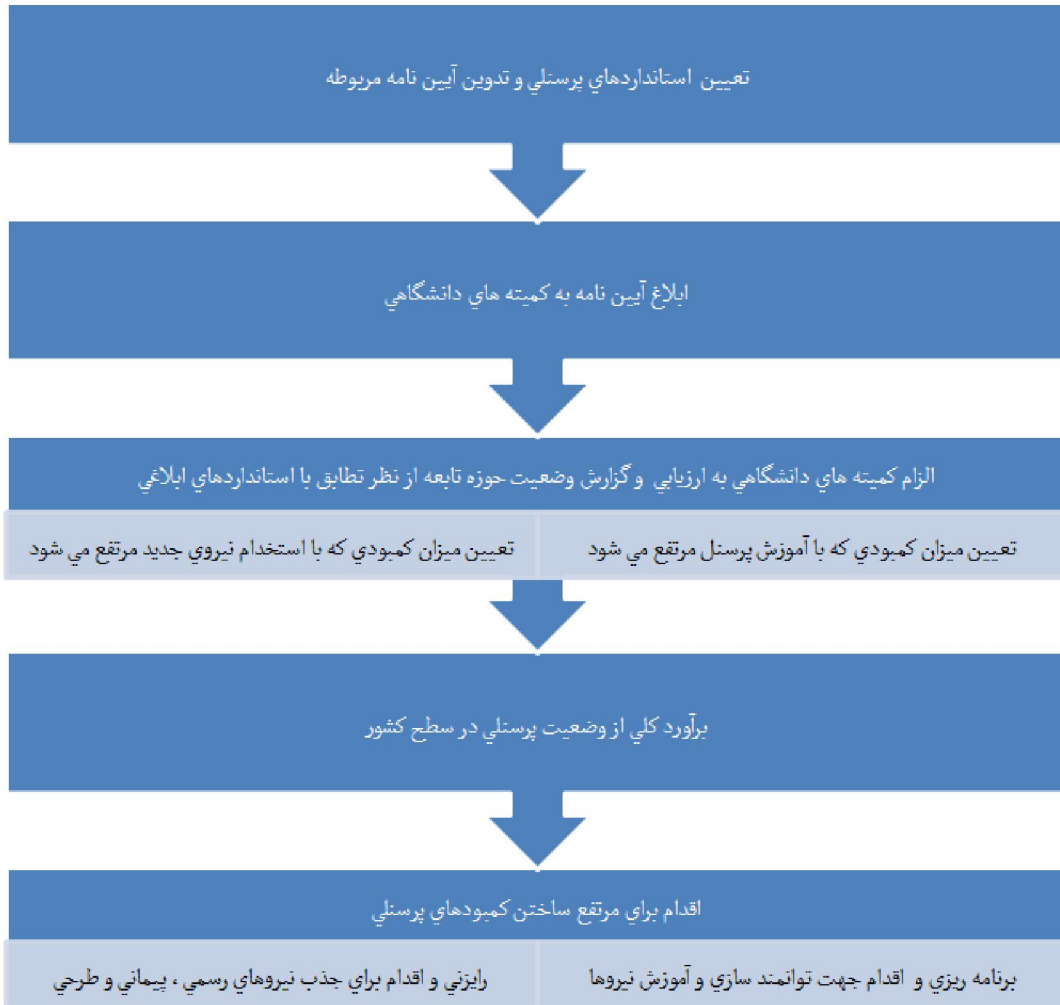 تعيين استانداردهاي پرسنلي و تدوين آيين نامه مربوطه
ابلاغ آيين نامه به كميته هاي دانشگاهي
الزام كميته هاي دانشگاهي به ارزيابي و گزارش وضعيت حوزه تابعه از نظر تطابق با استانداردهاي ابلاغي
تعيين ميزان كمبودي كه با آموزش پرسنل مرتفع مي شود
تعيين ميزان كمبودي كه با استخدام نيروي جديد مرتفع مي شود
برآورد كلي از وضعيت پرسنلي در سطح كشور
اقدام براي مرتفع ساختن كمبودهاي پرسنلي
برنامه ريزي و اقدام جهت توانمند سازي و آموزش نيروها
رايزني و اقدام براي جذب نيروهاي رسمي ، پيماني و طرحي